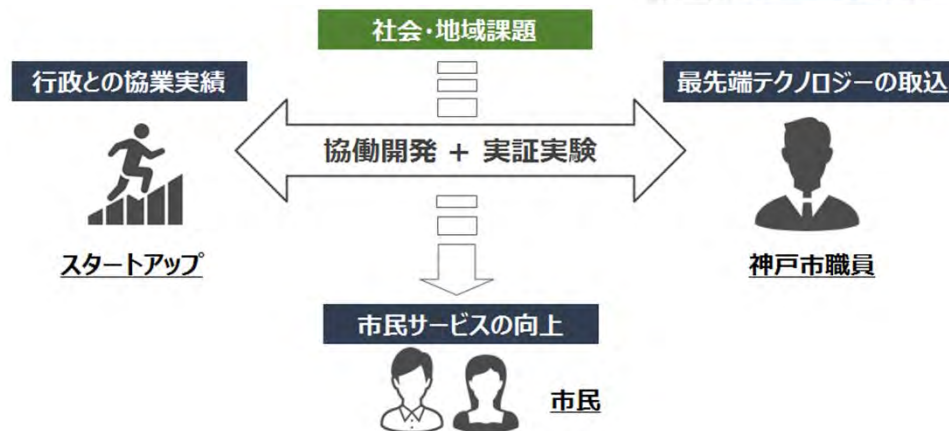 社会・地域課題
行政との協業実績
最先端テクノロジーの取込
協働開発 + 実証実験
スタートアップ
神戸市職員
市民サービスの向上
市民